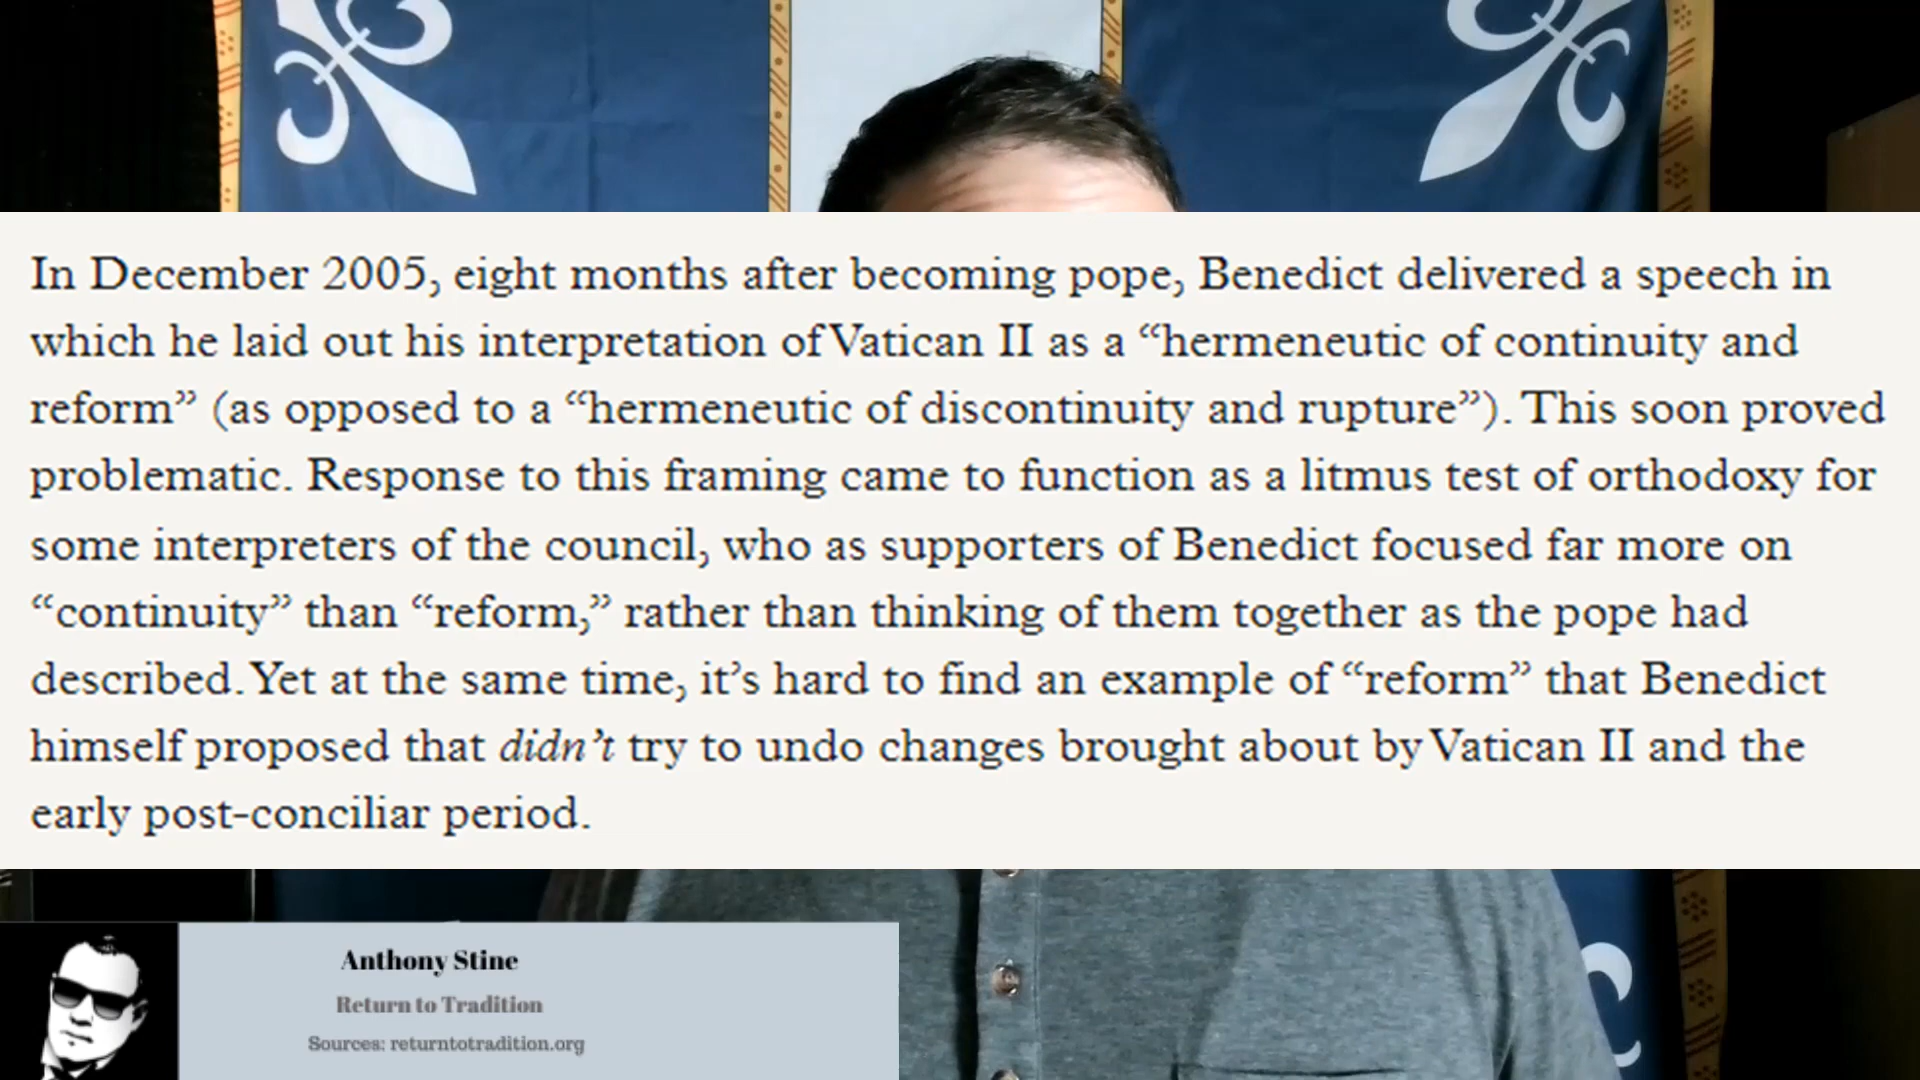 In December 2005, eight months after becoming pope, Benedict delivered a speech in
which he laid out his interpretation of Vatican II as a “hermeneutic of continuity and
reform” (as opposed to a “hermeneutic of discontinuity and rupture”). This soon proved
problematic. Response to this framing came to function as a litmus test of orthodoxy for
some interpreters of the council, who as supporters of Benedict focused far more on
“continuity” than “reform,” rather than thinking of them together as the pope had
described. Yet at the same time, it’s hard to find an example of “reform” that Benedict
himself proposed that didn’t try to undo changes brought about by Vatican II and the
early post-conciliar period.
Anthony Stine
Return to Tradition
Sources: returntotradition.org